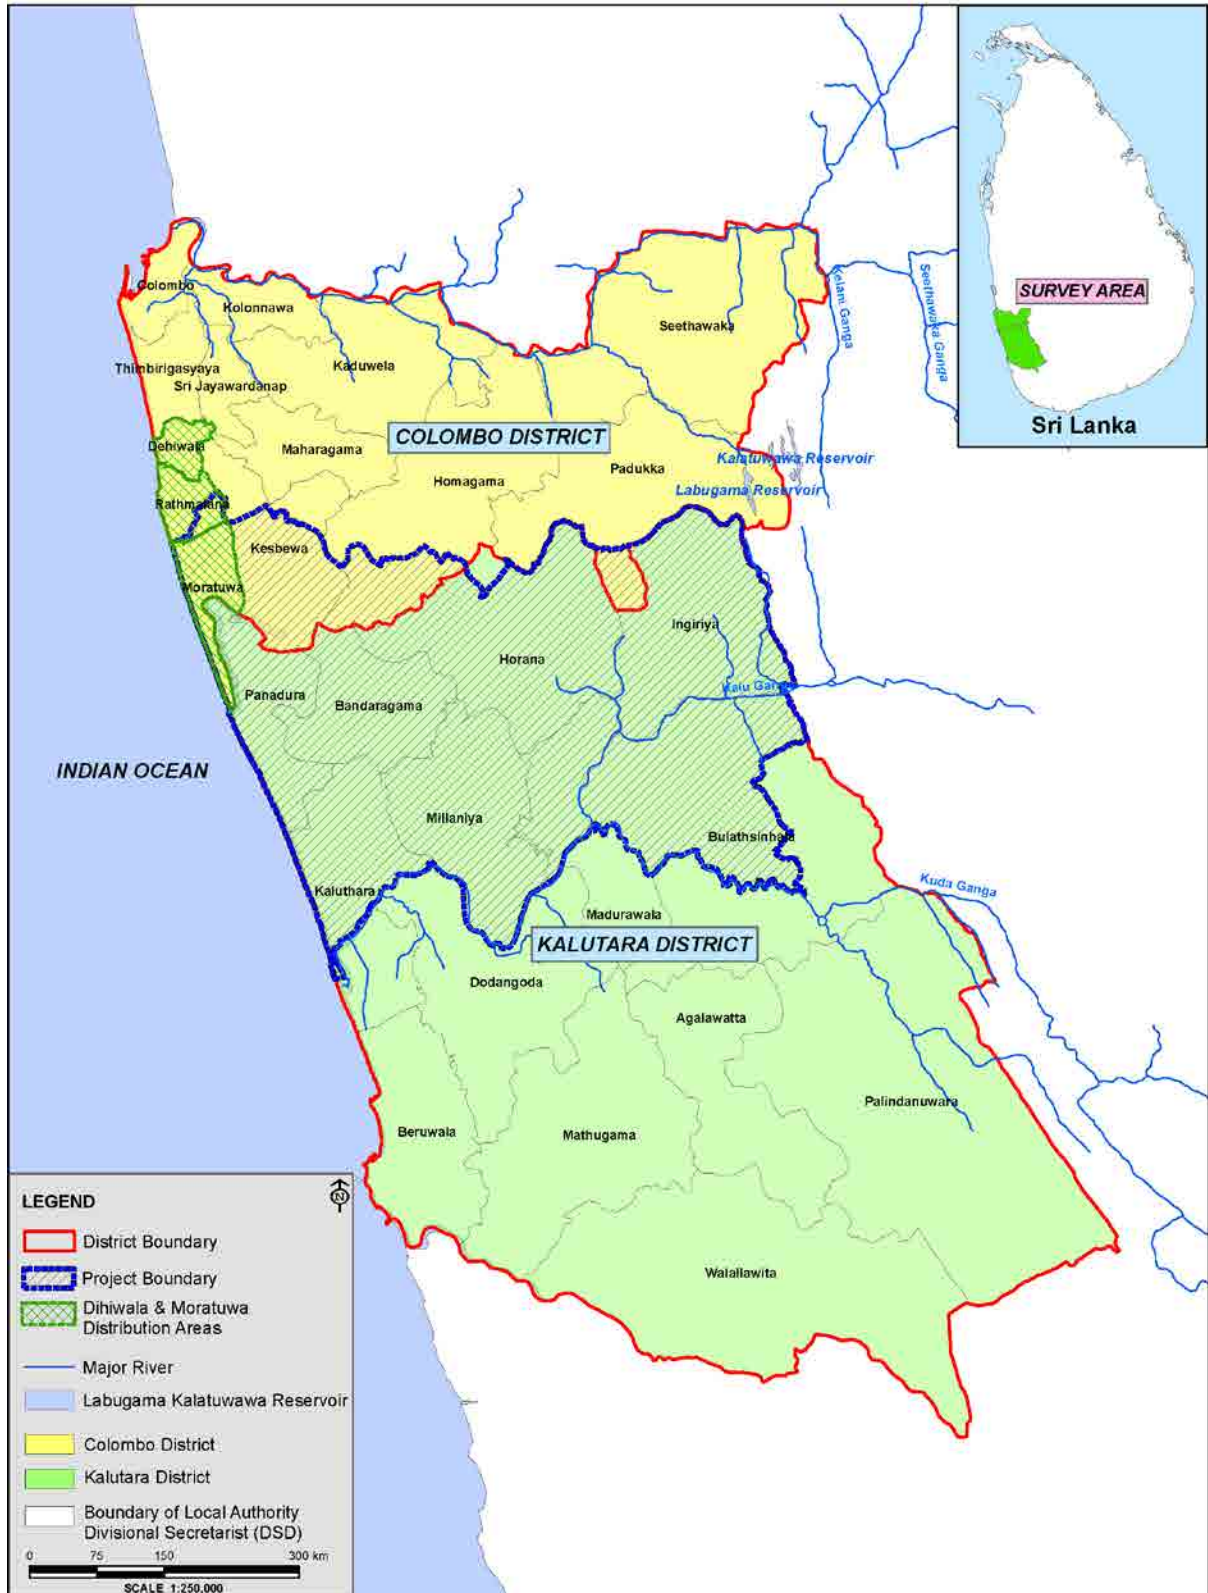 Colombo
Kolonnawa
Seethawaka
Kelani Ganga
Seethawaka Ganga
SURVEY AREA
Sri Lanka
Thimbirigasyaya
Kaduwela
Sri Jayawardanap
COLOMBO DISTRICT
Dehiwala
Maharagama
Homagama
Padukka
Kalatuwawa Reservoir
Labugama Reservoir
Rathmalana
Kesbewa
Moratuwa
Ingiriya
Horana
Panadura
Bandaragama
Kalu Ganga
INDIAN OCEAN
Millaniya
Bulathsinhala
Kaluthara
Kuda Ganga
Madurawala
KALUTARA DISTRICT
Dodangoda
Agalawatta
Palindanuwara
Beruwala
Mathugama
Walallawita
LEGEND
N
District Boundary
Project Boundary
Dihiwala & Moratuwa
Distribution Areas
Major River
Labugama Kalatuwawa Reservoir
Colombo District
Kalutara District
Boundary of Local Authority
Divisional Secretarist (DSD)
0 75 150 300 km
SCALE 1:250,000